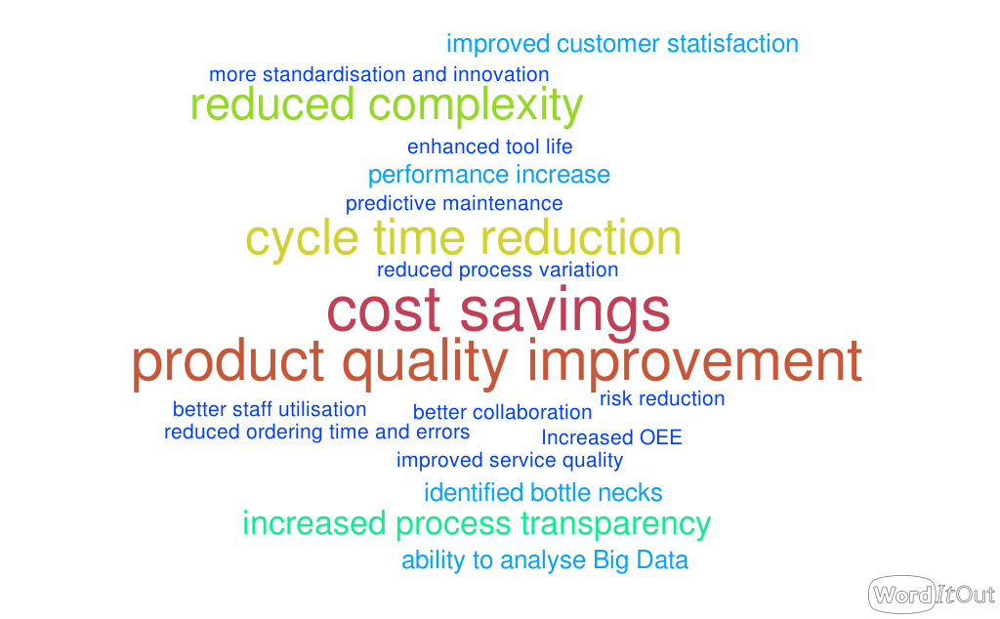 improved customer statisfaction
more standardisation and innovation
reduced complexity
enhanced tool life
performance increase
predictive maintenance
cycle time reduction
reduced process variation
cost savings
product quality improvement
risk reduction
better staff utilisation
better collaboration
reduced ordering time and errors
Increased OEE
improved service quality
identified bottle necks
increased process transparency
ability to analyse Big Data
WordItOut